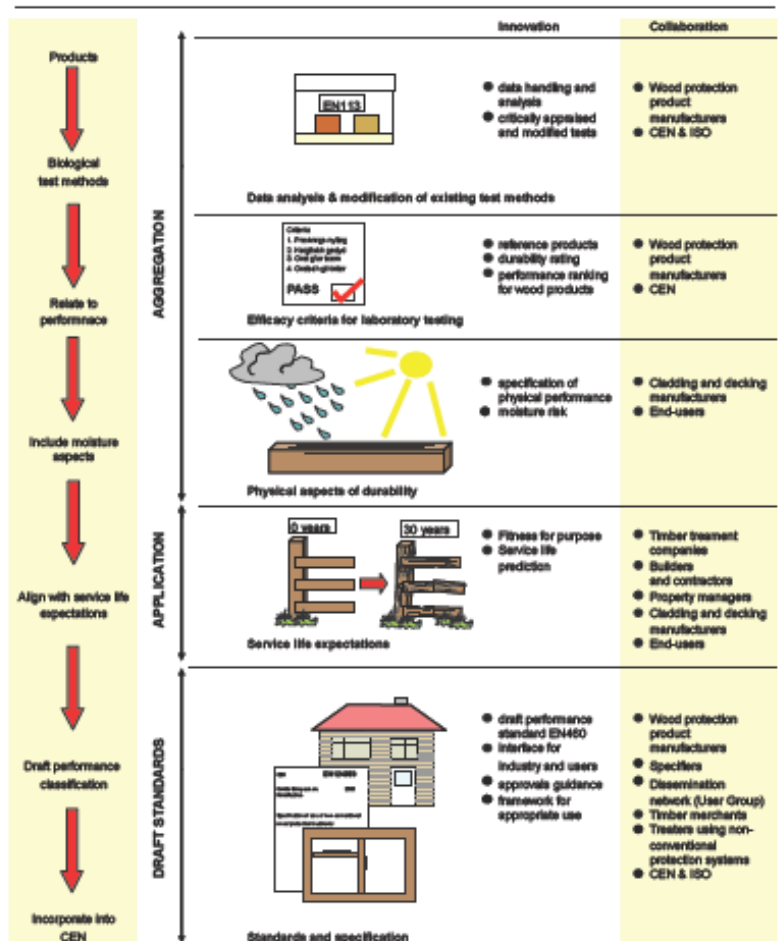 Innovation
Collaboration
Products
Biological
test methods
Relate to
performnace
Include moisture
aspects
Align with service life
expectations
Draft performance
classification
Incorporate into
CEN
AGGREGATION
APPLICATION
DRAFT STANDARDS
EN113
Data analysis & modification of existing test methods
data handling and
analysis
critically appraised
and modified tests
Wood protection
product
manufacturers
CEN & ISO
Criteria
PASS
Efficacy criteria for laboratory testing
reference products
durability rating
performance ranking
for wood products
Wood protection
product
manufacturers
CEN
Physical aspects of durability
specification of
physical performance
moisture risk
Cladding and decking
manufacturers
End-users
0 years
30 years
Service life expectations
Fitness for purpose
Service life
prediction
Timber treament
companies
Builders
and contractors
Property managers
Cladding and decking
manufacturers
End-users
Standards and specification
draft performance
standard EN460
interface for
industry and users
approvals guidance
framework for
appropriate use
Wood protection
product
manufacturers
Specifiers
Dissemination
network (User Group)
Timber merchants
Treaters using non-
conventional
protection systems
CEN & ISO